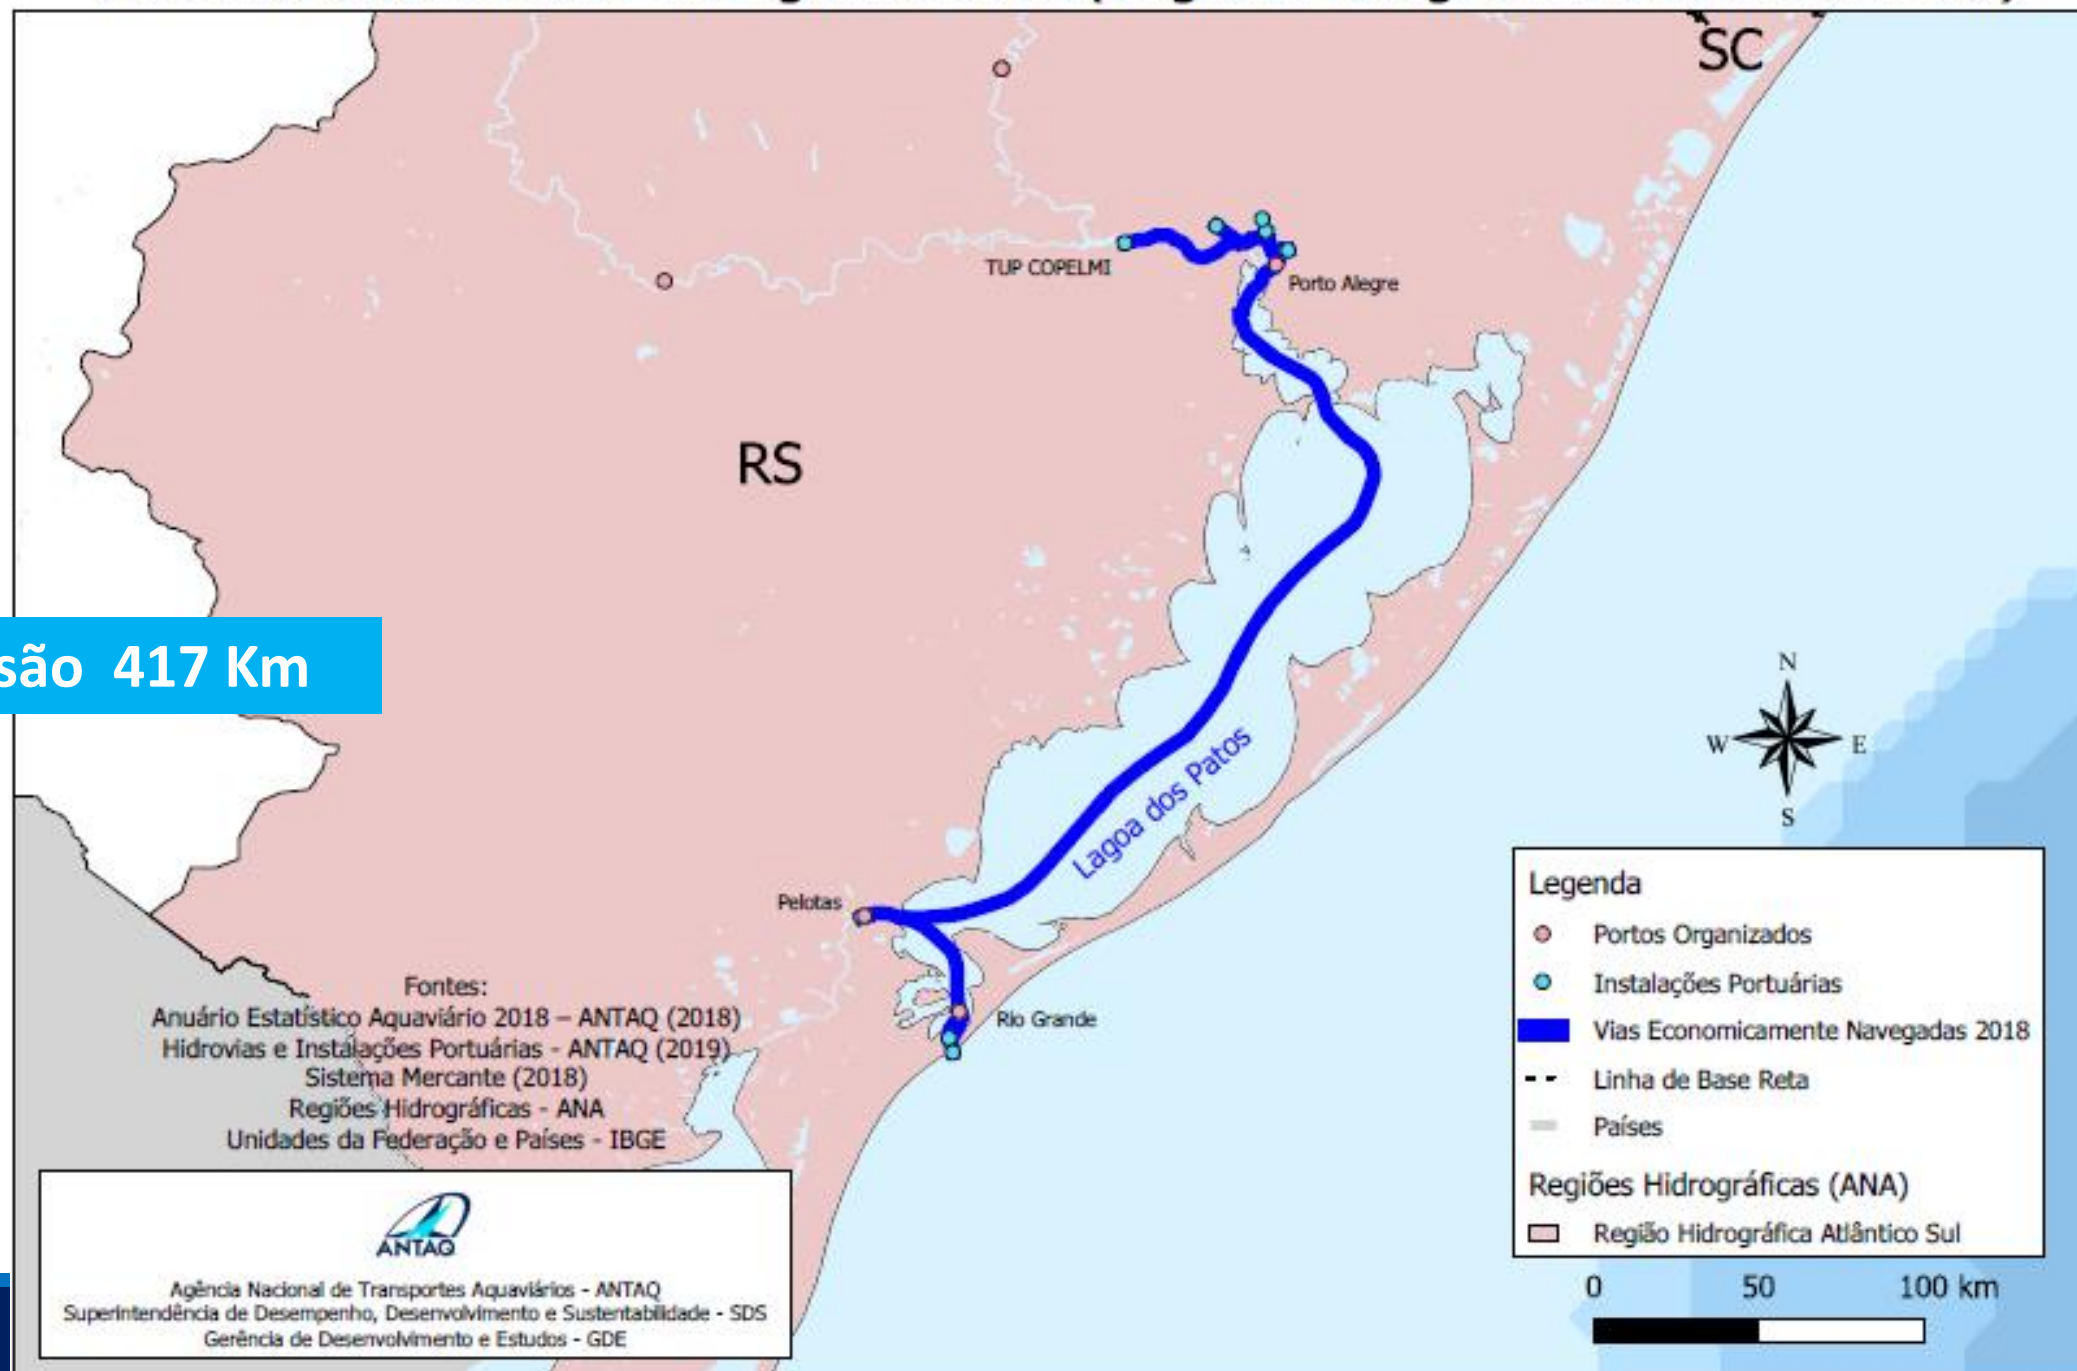 SC
TUP COPELMI
Porto Alegre
RS
são 417 Km
N
W E
S
Lagoa dos Patos
Pelotas
Rio Grande
Fontes:
Anuário Estatístico Aquaviário 2018 – ANTAQ (2018)
Hidrovias e Instalações Portuárias - ANTAQ (2019)
Sistema Mercante (2018)
Regiões Hidrográficas - ANA
Unidades da Federação e Países - IBGE
ANTAQ
Agência Nacional de Transportes Aquaviários - ANTAQ
Superintendência de Desempenho, Desenvolvimento e Sustentabilidade - SDS
Gerência de Desenvolvimento e Estudos - GDE
Legenda
Portos Organizados
Instalações Portuárias
Vias Economicamente Navegadas 2018
Linha de Base Reta
Países
Regiões Hidrográficas (ANA)
Região Hidrográfica Atlântico Sul
0 50 100 km